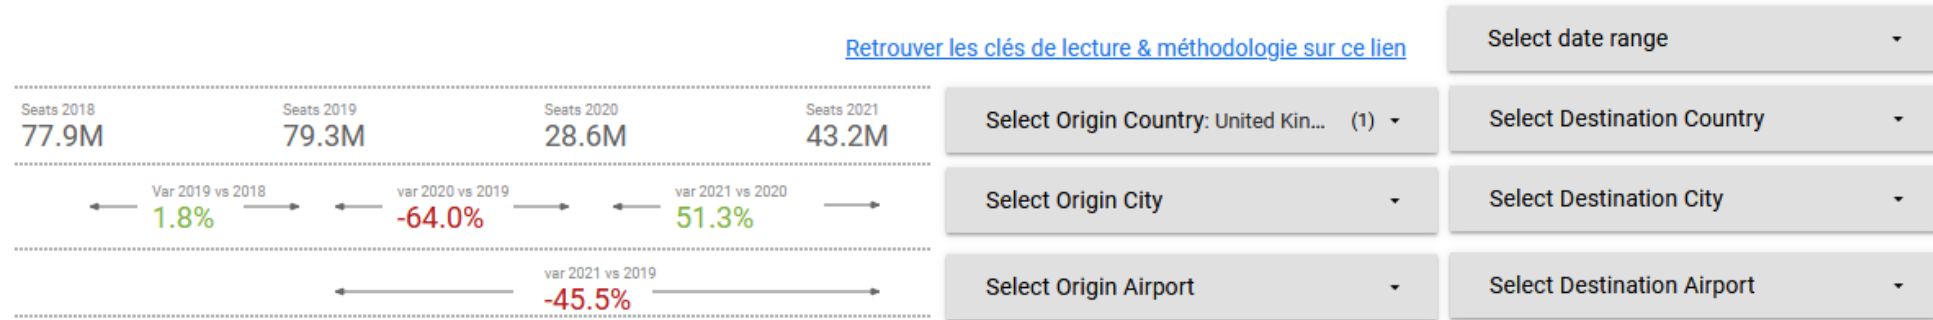 Retrouver les clés de lecture & méthodologie sur ce lien
Select date range
Seats 2018
77.9M
Seats 2019
79.3M
Seats 2020
28.6M
Seats 2021
43.2M
Select Origin Country: United Kin... (1)
Select Destination Country
Var 2019 vs 2018
1.8%
var 2020 vs 2019
-64.0%
var 2021 vs 2020
51.3%
Select Origin City
Select Destination City
var 2021 vs 2019
-45.5%
Select Origin Airport
Select Destination Airport